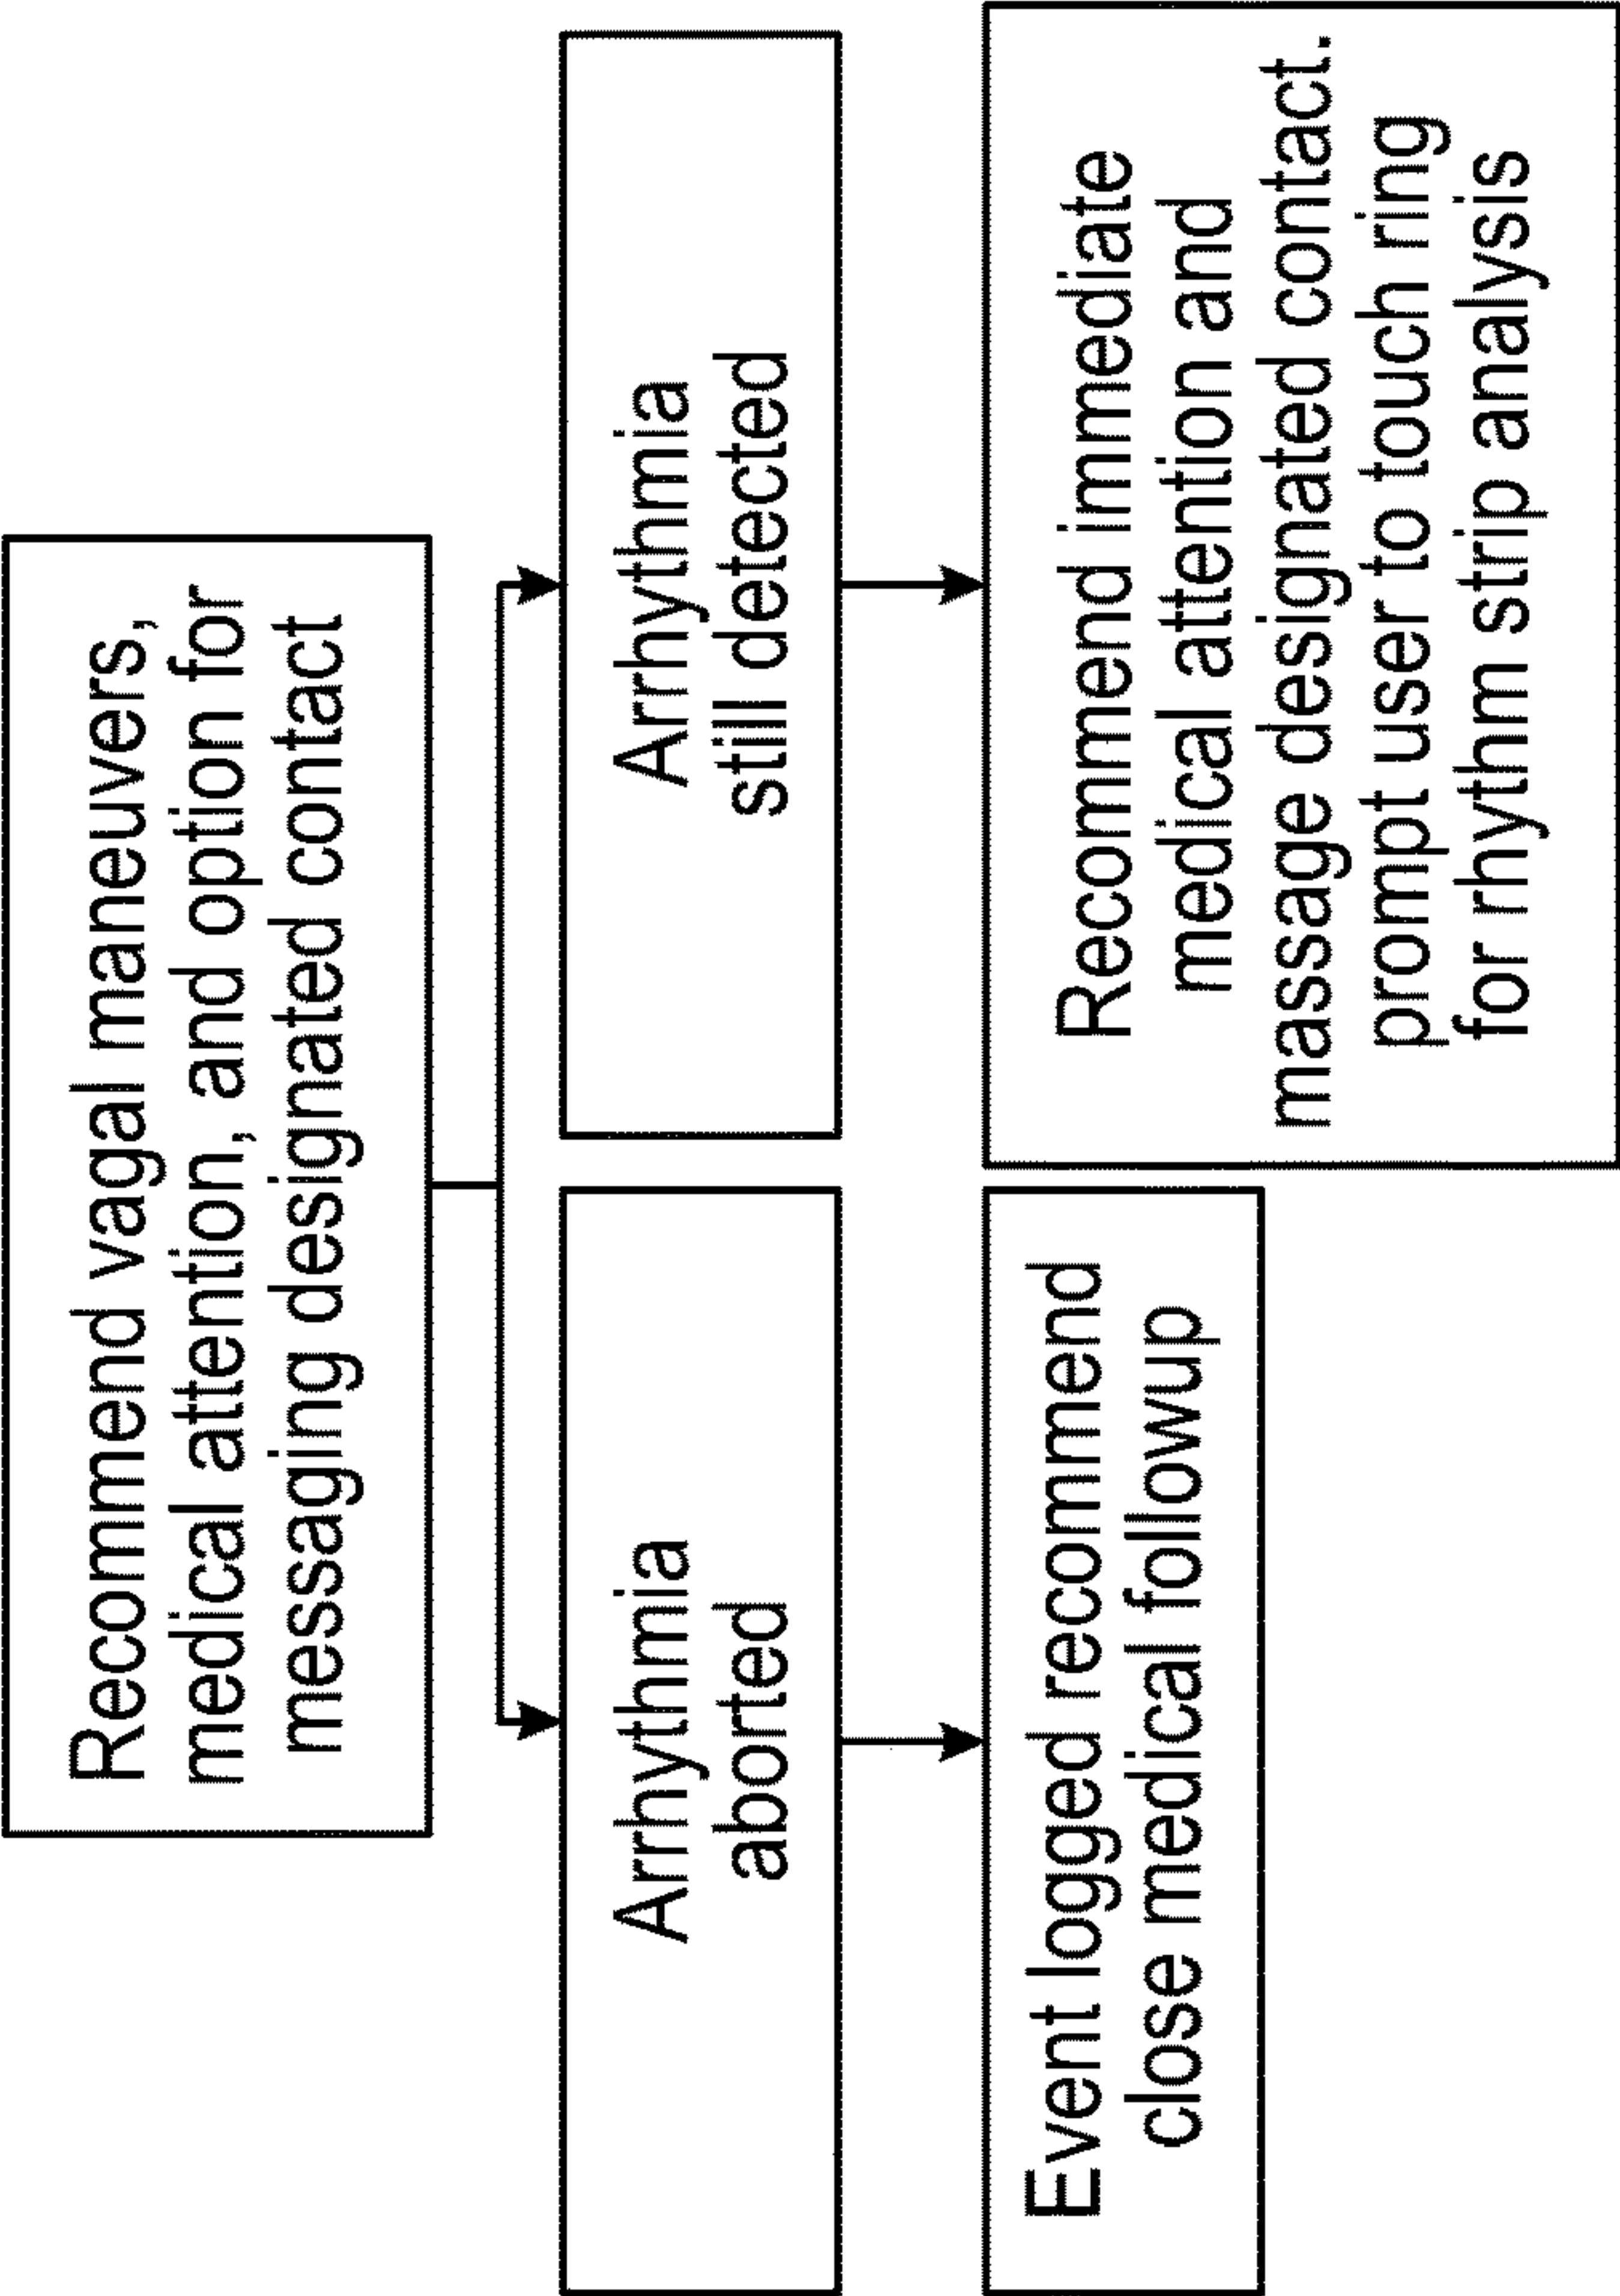 Recommend vagal maneuvers,
medical attention, and option for
messaging designated contact
Arrhythmia
aborted
Arrhythmia
still detected
Event logged recommend
close medical followup
Recommend immediate
medical attention and
massage designated contact.
prompt user to touch ring
for rhythm strip analysis